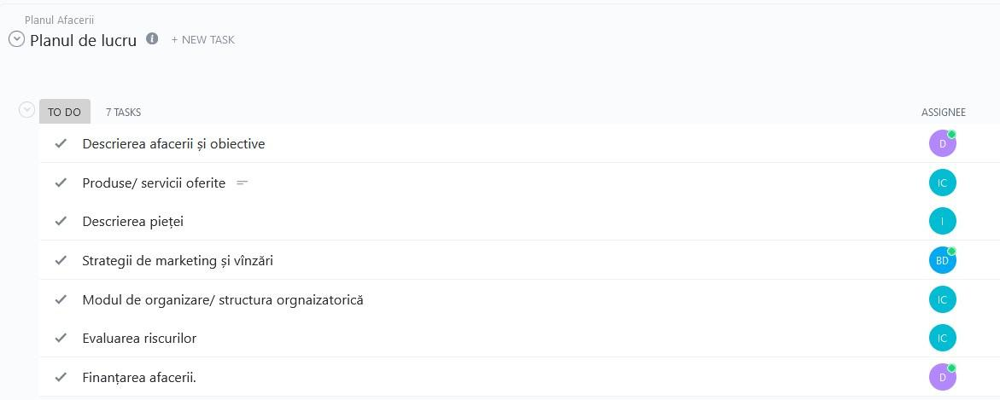 Planul Afacerii
Planul de lucru i + NEW TASK
TO DO 7 TASKS ASSIGNEE
Descrierea afacerii și obiective D
Produse/ servicii oferite IC
Descrierea pieței I
Strategii de marketing și vînzări BD
Modul de organizare/ structura orgnaizatorică IC
Evaluarea riscurilor IC
Finanțarea afacerii. D